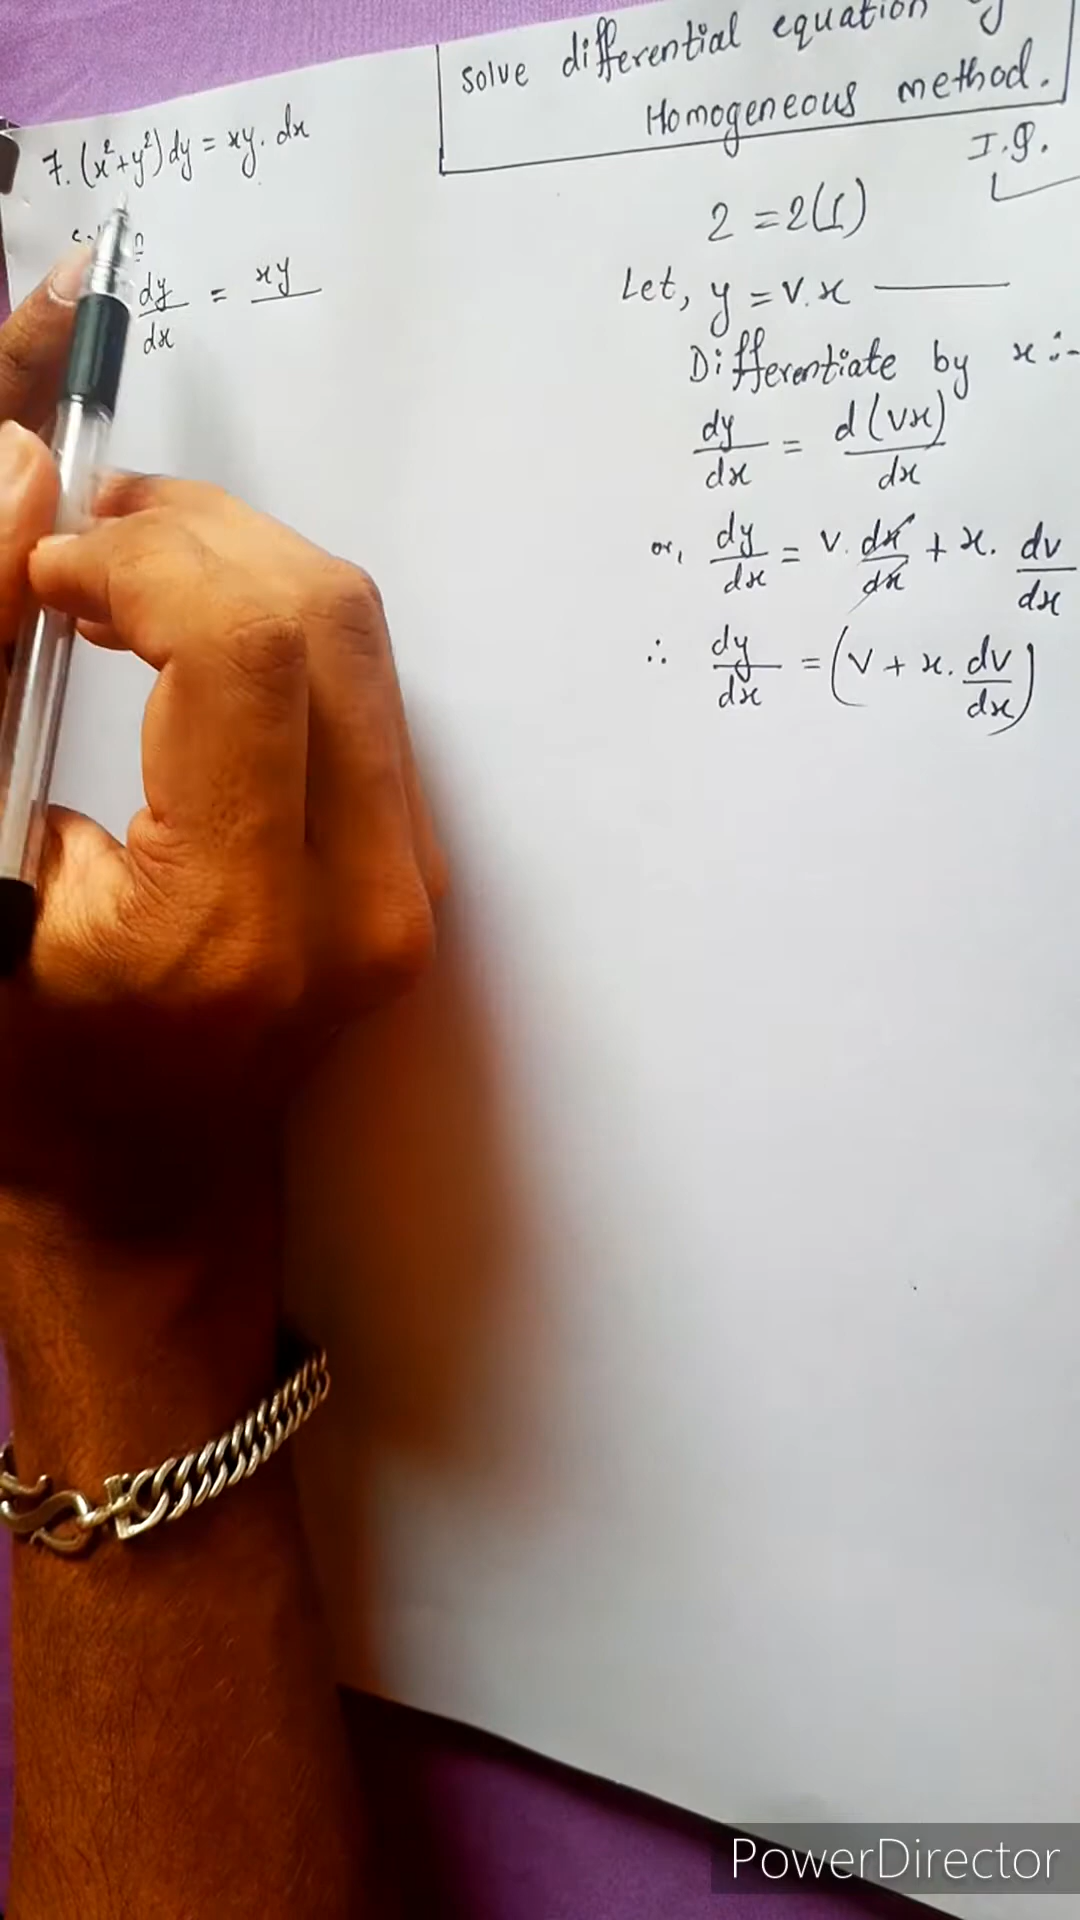 Solve differential equation
Homogeneous method.
I.g.
7. (x²+y²) dy = xy. dx
dy/dx = xy
2 = 2(1)
Let, y = v.x
Differentiate by x :-
dy/dx = d(vx)/dx
or, dy/dx = v. dx/dx + x. dv/dx
∴ dy/dx = (v + x. dv/dx)
PowerDirector